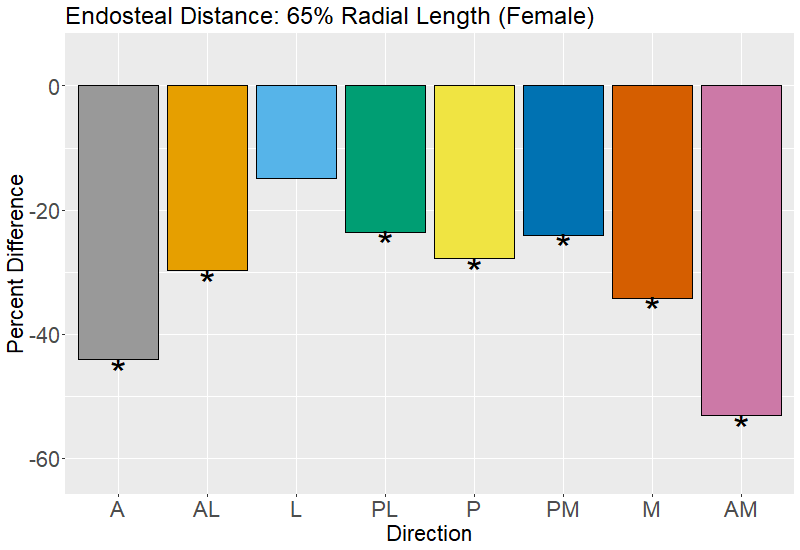 Endosteal Distance: 65% Radial Length (Female)
Percent Difference
0
-20
-40
-60
*
*
*
*
*
*
*
A
AL
L
PL
P
PM
M
AM
Direction